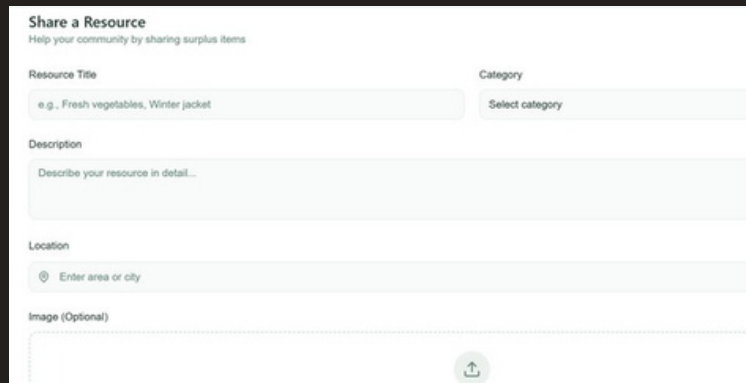 Share a Resource
Help your community by sharing surplus items
Resource Title
Category
e.g., Fresh vegetables, Winter jacket
Select category
Description
Describe your resource in detail...
Location
Enter area or city
Image (Optional)